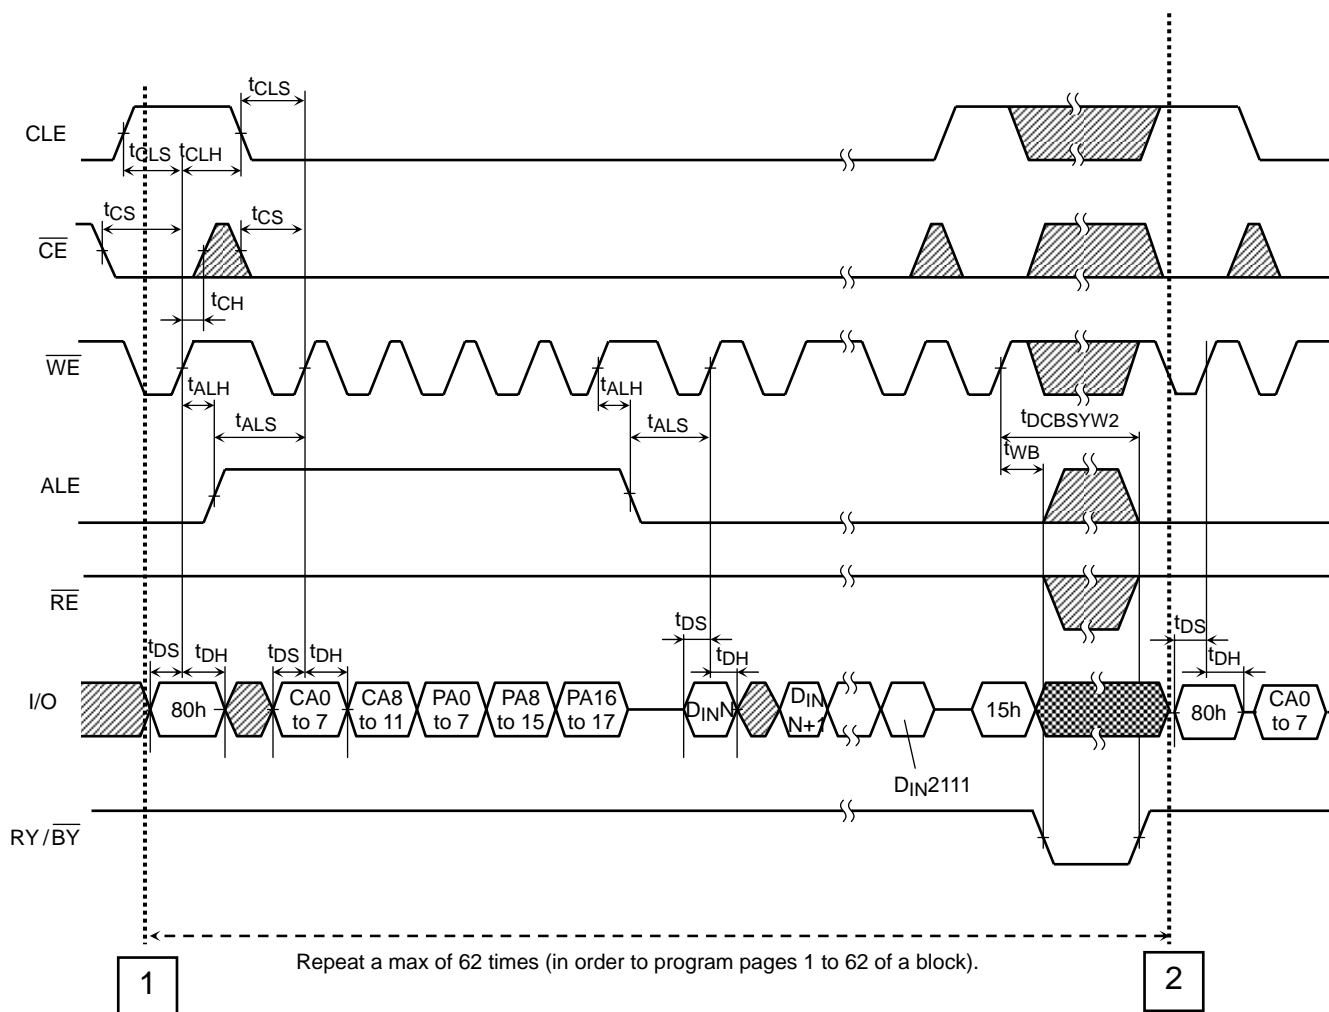 tCLS
CLE
tCLS tCLH
tCS tCS
CE
tCH
WE
tALH tALH
tALS tALS tDCBSYW2
tWB
ALE
RE
tDS tDH tDS tDH tDS tDH tDS tDH
I/O
80h
CA0 to 7
CA8 to 11
PA0 to 7
PA8 to 15
PA16 to 17
DINN
DIN N+1
15h
80h
CA0 to 7
DIN2111
RY/BY
1
Repeat a max of 62 times (in order to program pages 1 to 62 of a block).
2